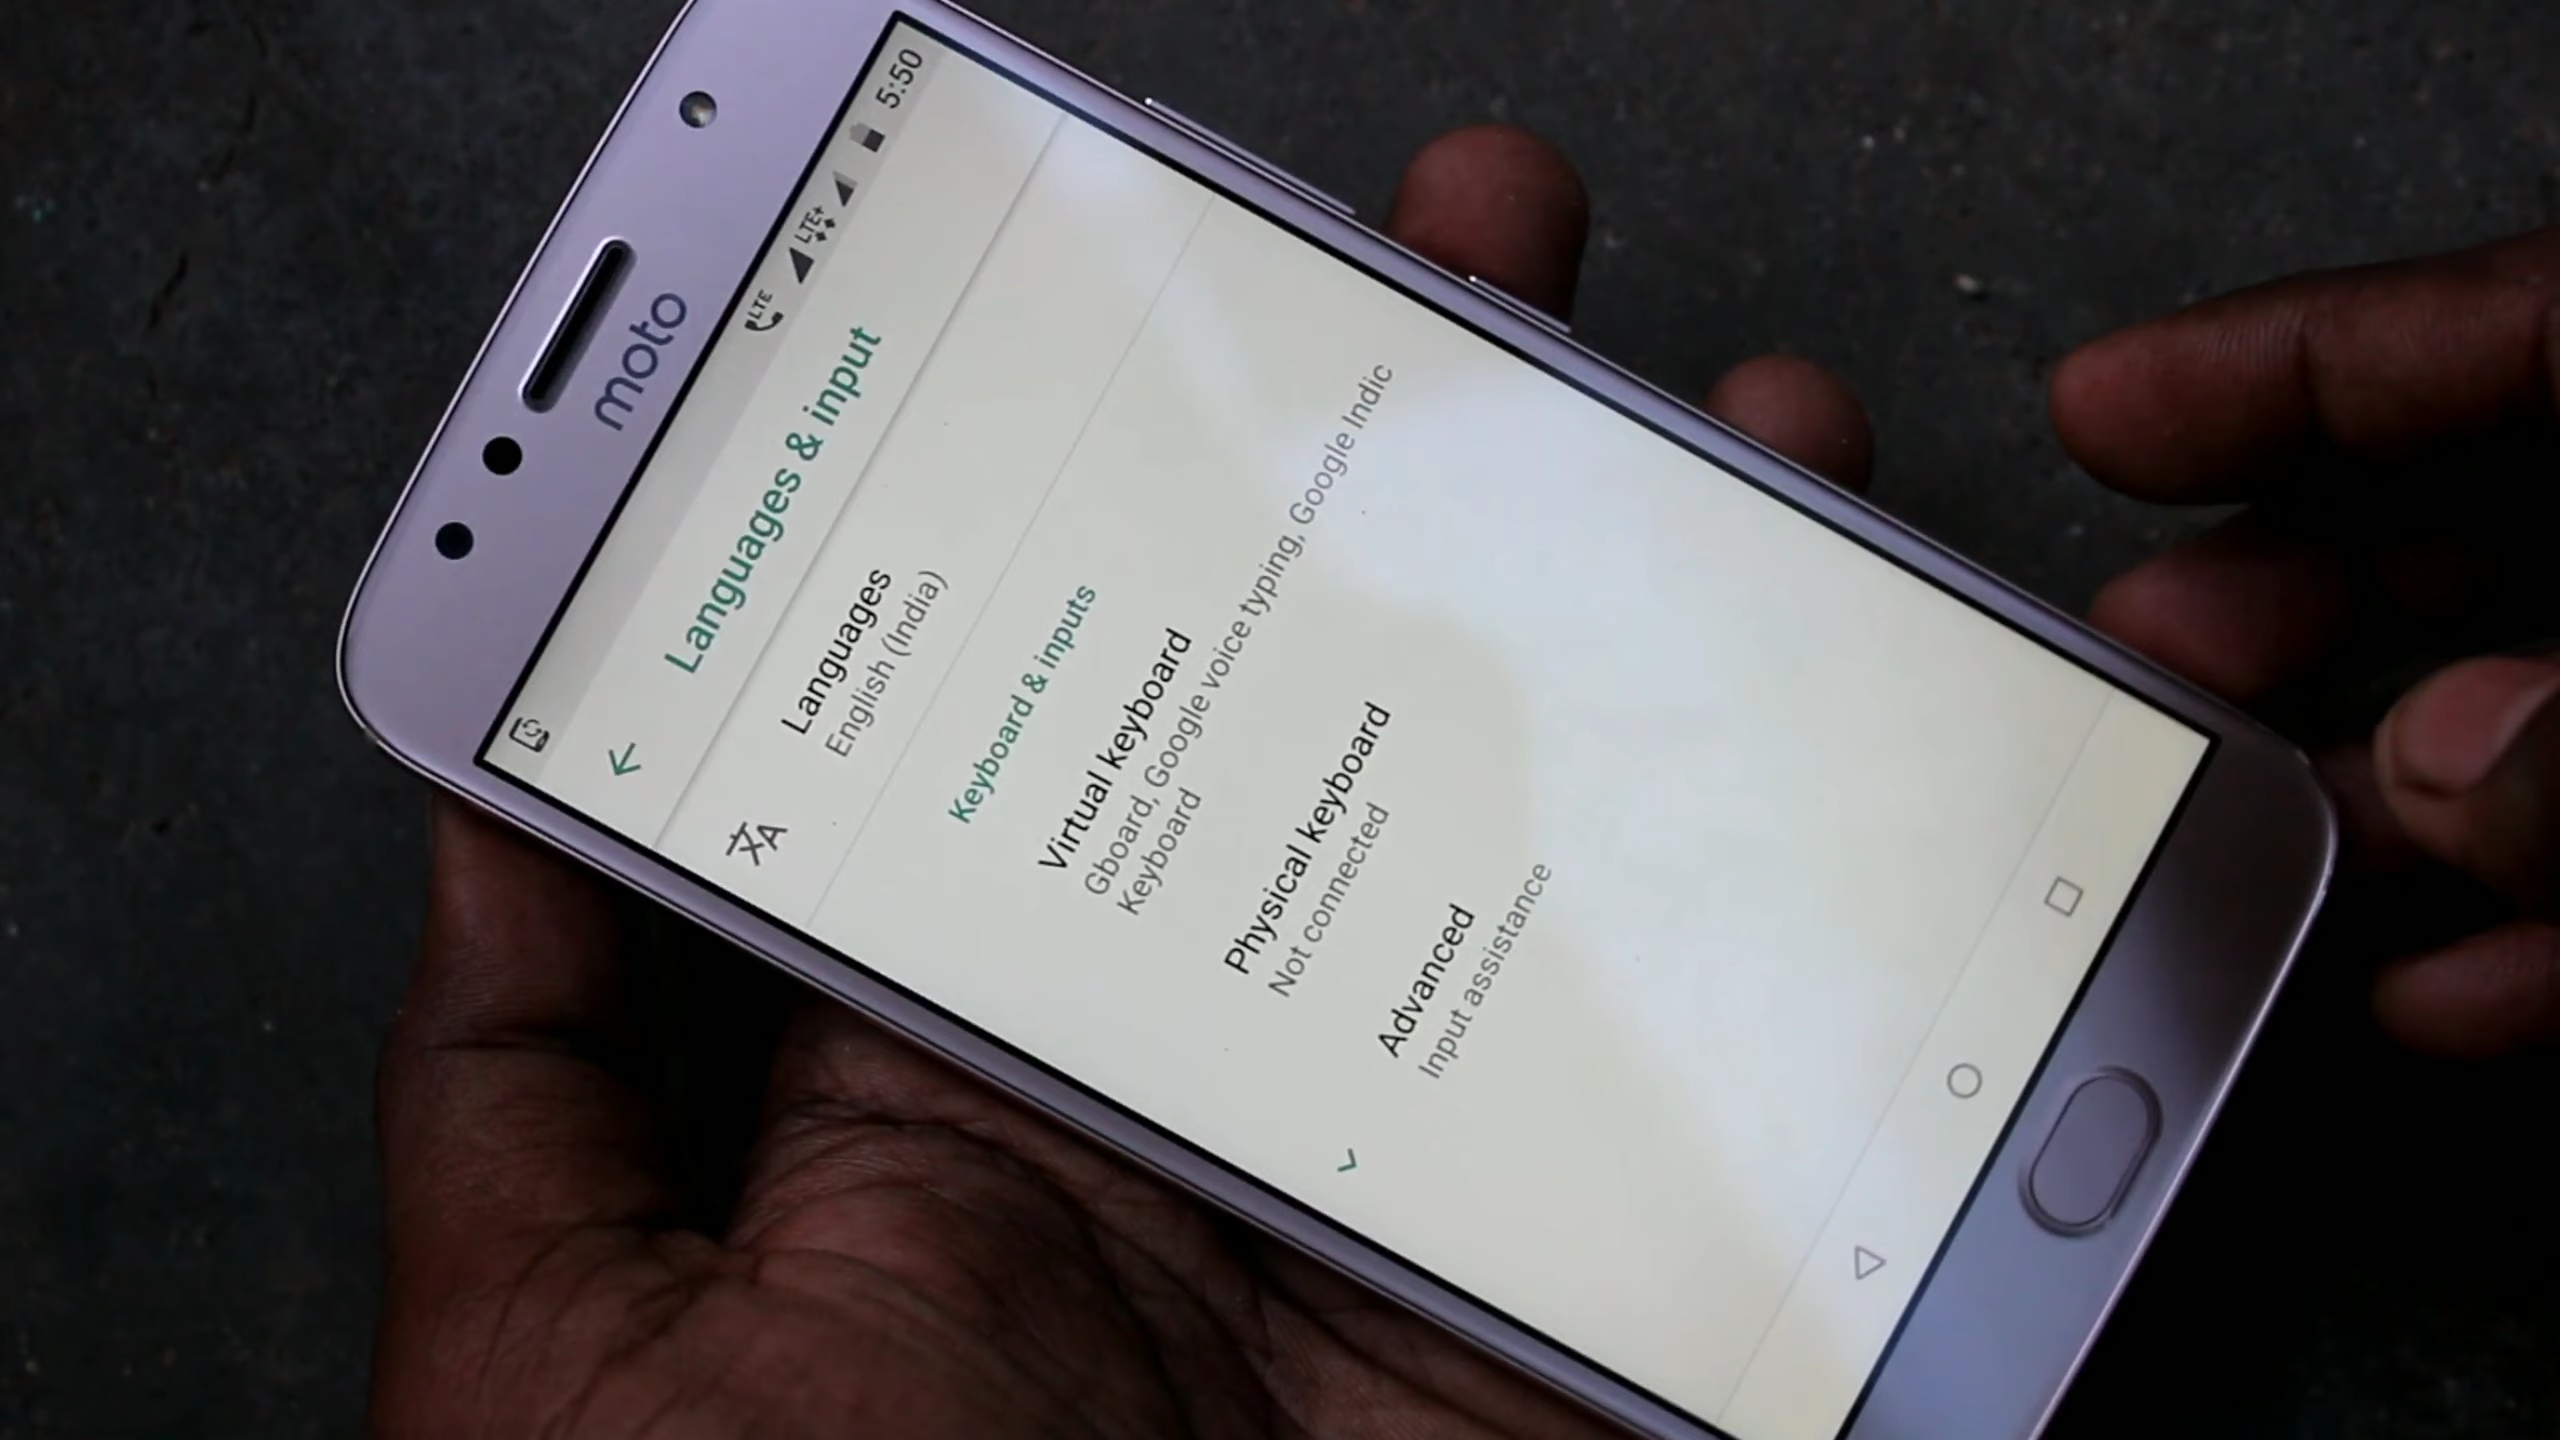 moto
LTE LTE+ 5:50
Languages & input
Languages
English (India)
Keyboard & inputs
Virtual keyboard
Gboard, Google voice typing, Google Indic
Keyboard
Physical keyboard
Not connected
Advanced
Input assistance